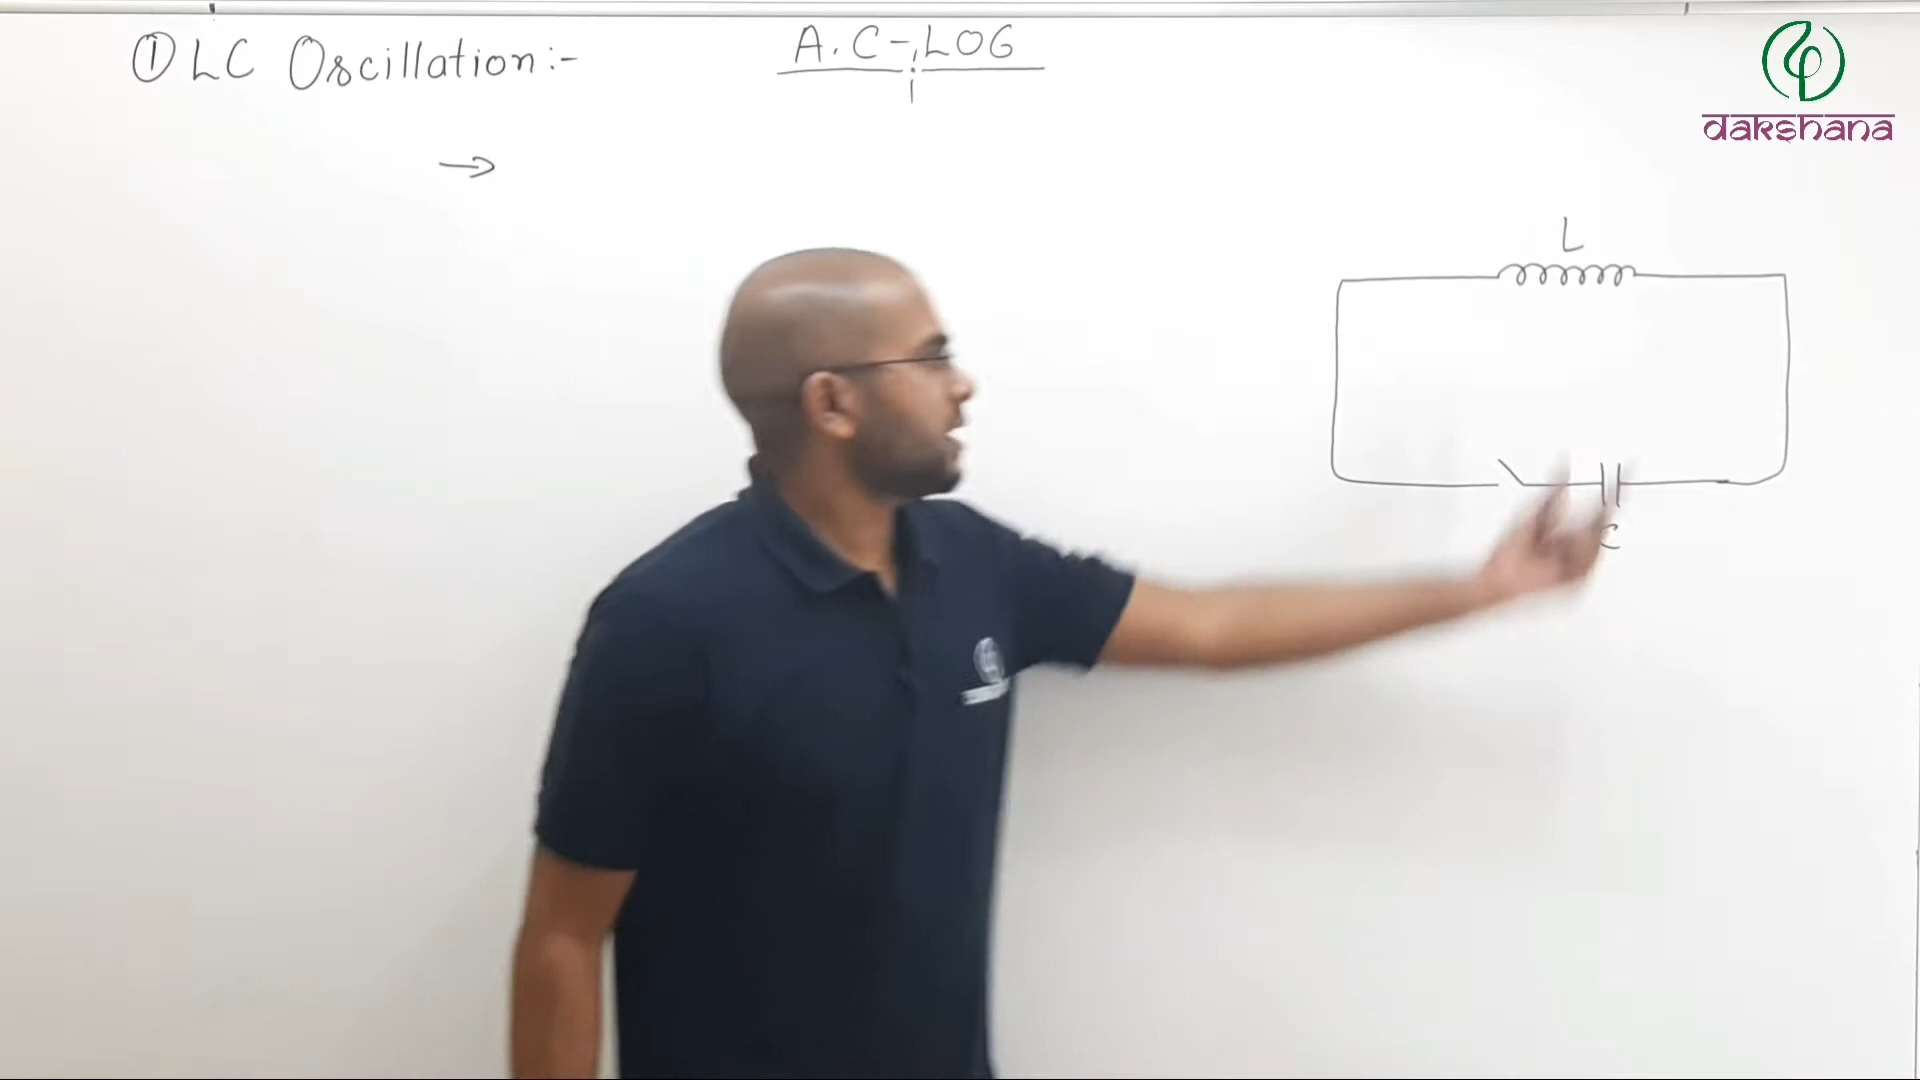 ① LC Oscillation:-
A.C-LOG
dakshana
→
L
C